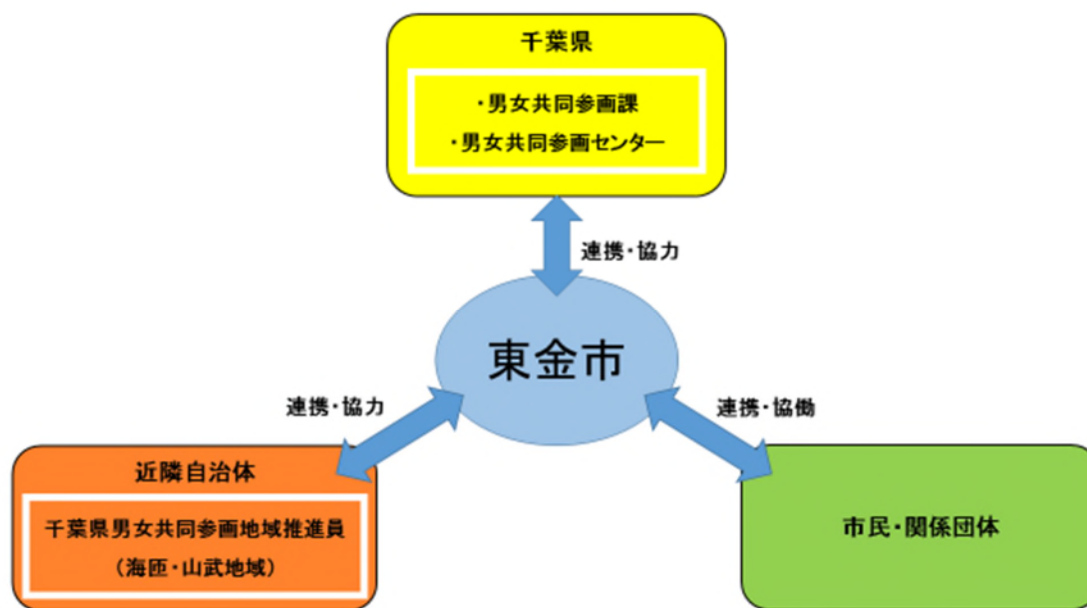 千葉県
・男女共同参画課
・男女共同参画センター
連携・協力
東金市
連携・協力
連携・協働
近隣自治体
千葉県男女共同参画地域推進員
（海匝・山武地域）
市民・関係団体